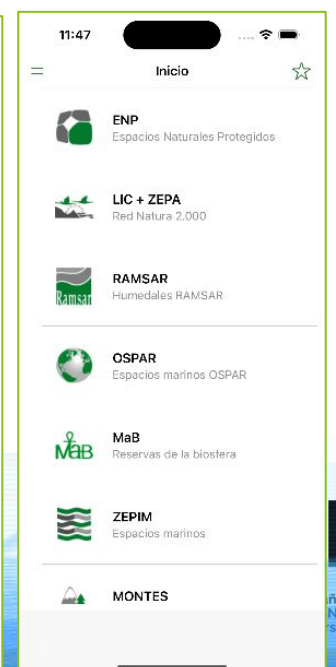 11:47
Inicio
ENP
Espacios Naturales Protegidos
LIC + ZEPA
Red Natura 2.000
Ramsar
RAMSAR
Humedales RAMSAR
OSPAR
Espacios marinos OSPAR
MaB
MaB
Reservas de la biosfera
ZEPIM
Espacios marinos
MONTES